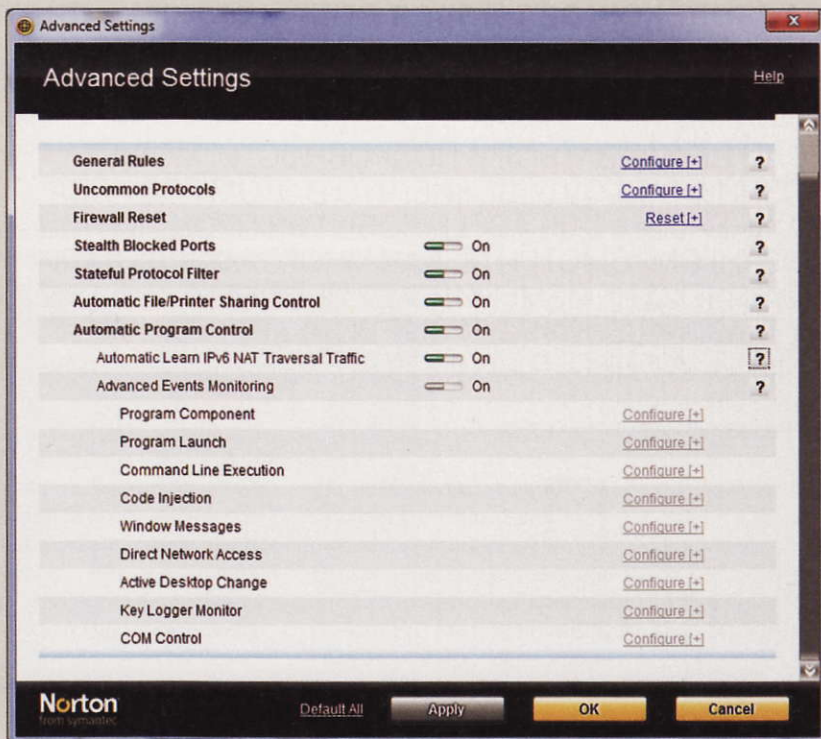 Advanced Settings
Advanced Settings Help
General Rules Configure [+] ?
Uncommon Protocols Configure [+] ?
Firewall Reset Reset [+] ?
Stealth Blocked Ports On ?
Stateful Protocol Filter On ?
Automatic File/Printer Sharing Control On ?
Automatic Program Control On ?
Automatic Learn IPv6 NAT Traversal Traffic On ?
Advanced Events Monitoring On ?
Program Component Configure [+]
Program Launch Configure [+]
Command Line Execution Configure [+]
Code Injection Configure [+]
Window Messages Configure [+]
Direct Network Access Configure [+]
Active Desktop Change Configure [+]
Key Logger Monitor Configure [+]
COM Control Configure [+]
Norton
from symantec
Default All Apply OK Cancel